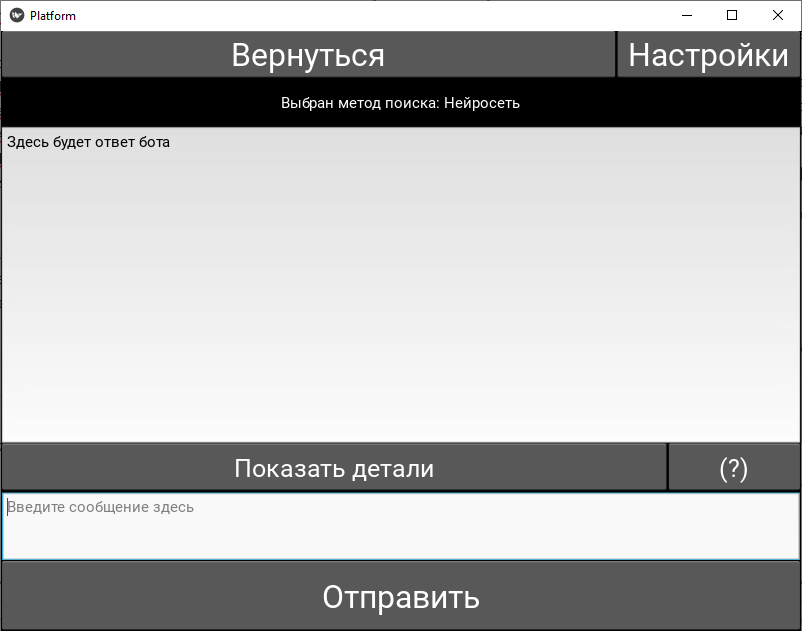 Platform
Вернуться Настройки
Выбран метод поиска: Нейросеть
Здесь будет ответ бота
Показать детали (?)
Введите сообщение здесь
Отправить